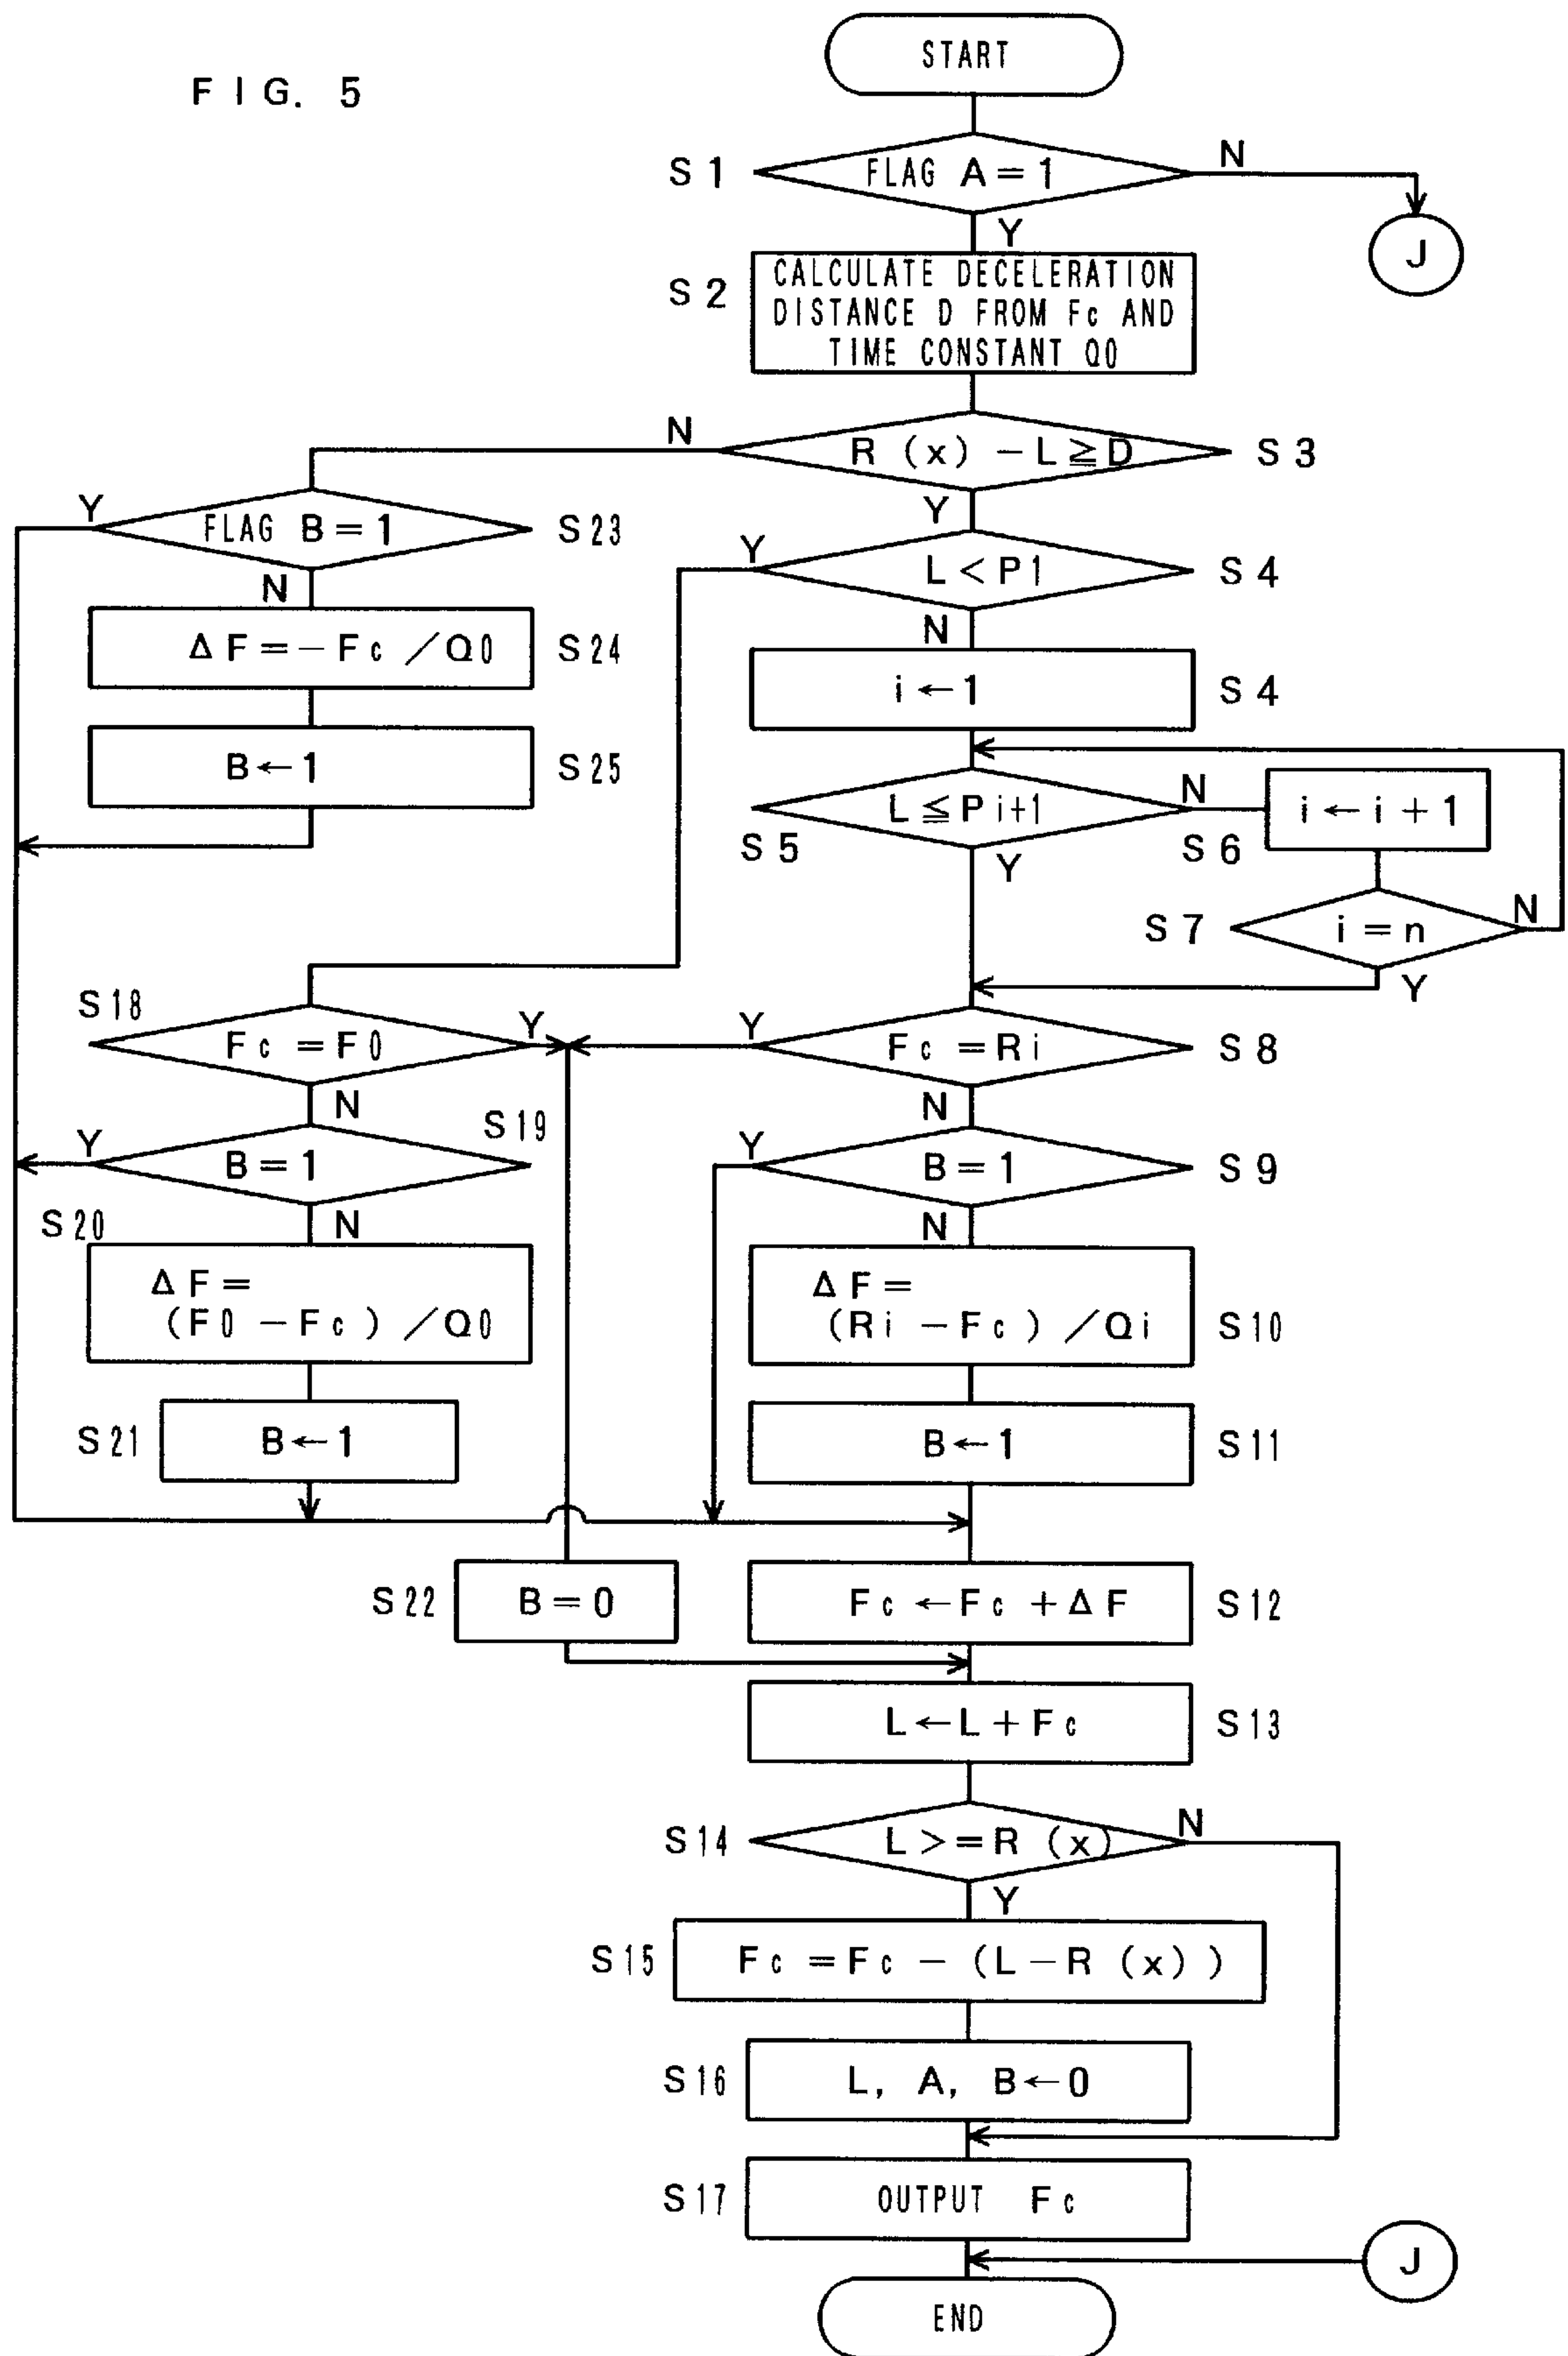 FIG. 5
START
S1
FLAG A=1
N
J
Y
S2
CALCULATE DECELERATION
DISTANCE D FROM Fc AND
TIME CONSTANT Q0
N
R (x) -L≧D
S3
Y
Y
FLAG B=1
S23
N
ΔF=-Fc/Q0
S24
B←1
S25
Y
L<P1
S4
N
i←1
S4
L≦Pi+1
S5
N
Y
S6
i←i+1
S7
i=n
N
Y
S18
Fc=F0
Y
N
Y
Fc=Ri
S8
N
S19
Y
B=1
N
Y
B=1
S9
N
S20
ΔF=
(F0-Fc)/Q0
ΔF=
(Ri-Fc)/Qi
S10
S21
B←1
B←1
S11
S22
B=0
Fc←Fc+ΔF
S12
L←L+Fc
S13
S14
L>=R (x)
N
Y
S15
Fc=Fc-(L-R (x))
S16
L, A, B←0
S17
OUTPUT Fc
J
END